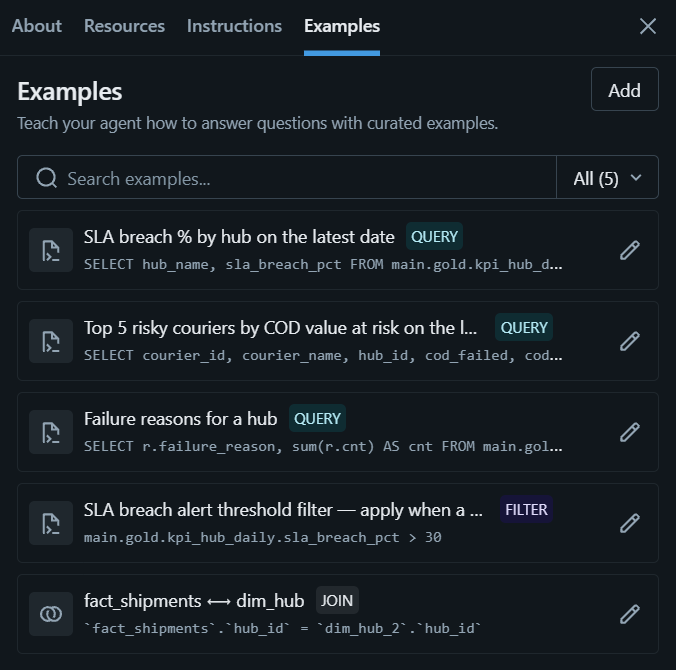 About Resources Instructions Examples
Examples
Add
Teach your agent how to answer questions with curated examples.
Search examples...
All (5)
SLA breach % by hub on the latest date QUERY
SELECT hub_name, sla_breach_pct FROM main.gold.kpi_hub_d...
Top 5 risky couriers by COD value at risk on the l... QUERY
SELECT courier_id, courier_name, hub_id, cod_failed, cod...
Failure reasons for a hub QUERY
SELECT r.failure_reason, sum(r.cnt) AS cnt FROM main.gol...
SLA breach alert threshold filter — apply when a ... FILTER
main.gold.kpi_hub_daily.sla_breach_pct > 30
fact_shipments ⟷ dim_hub JOIN
`fact_shipments`.`hub_id` = `dim_hub_2`.`hub_id`